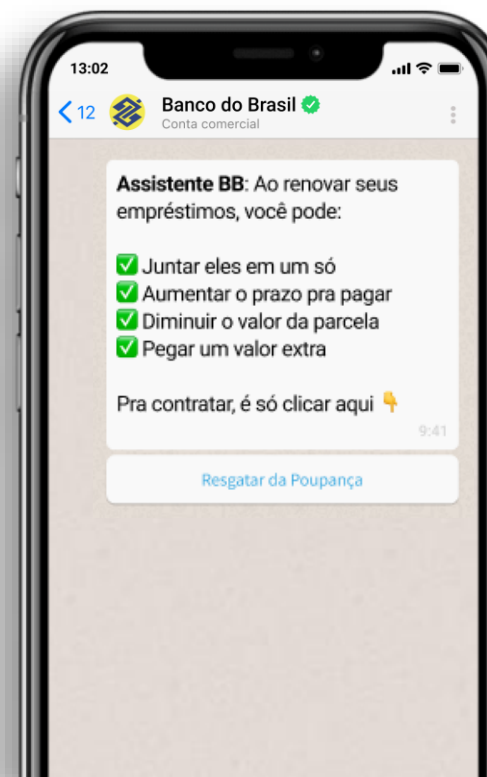 13:02
12
Banco do Brasil
Conta comercial
Assistente BB: Ao renovar seus
empréstimos, você pode:
✅ Juntar eles em um só
✅ Aumentar o prazo pra pagar
✅ Diminuir o valor da parcela
✅ Pegar um valor extra
Pra contratar, é só clicar aqui 👇
9:41
Resgatar da Poupança